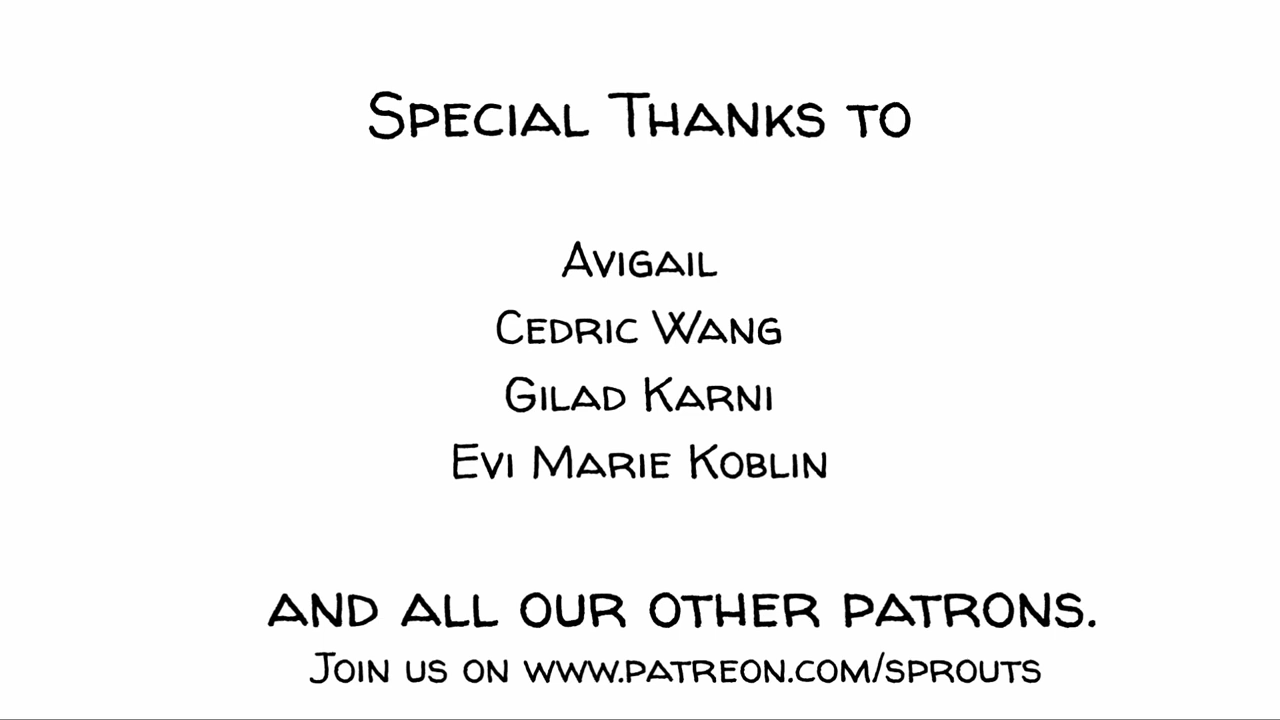 Special Thanks to
Avigail
Cedric Wang
Gilad Karni
Evi Marie Koblin
and all our other patrons.
Join us on www.patreon.com/sprouts